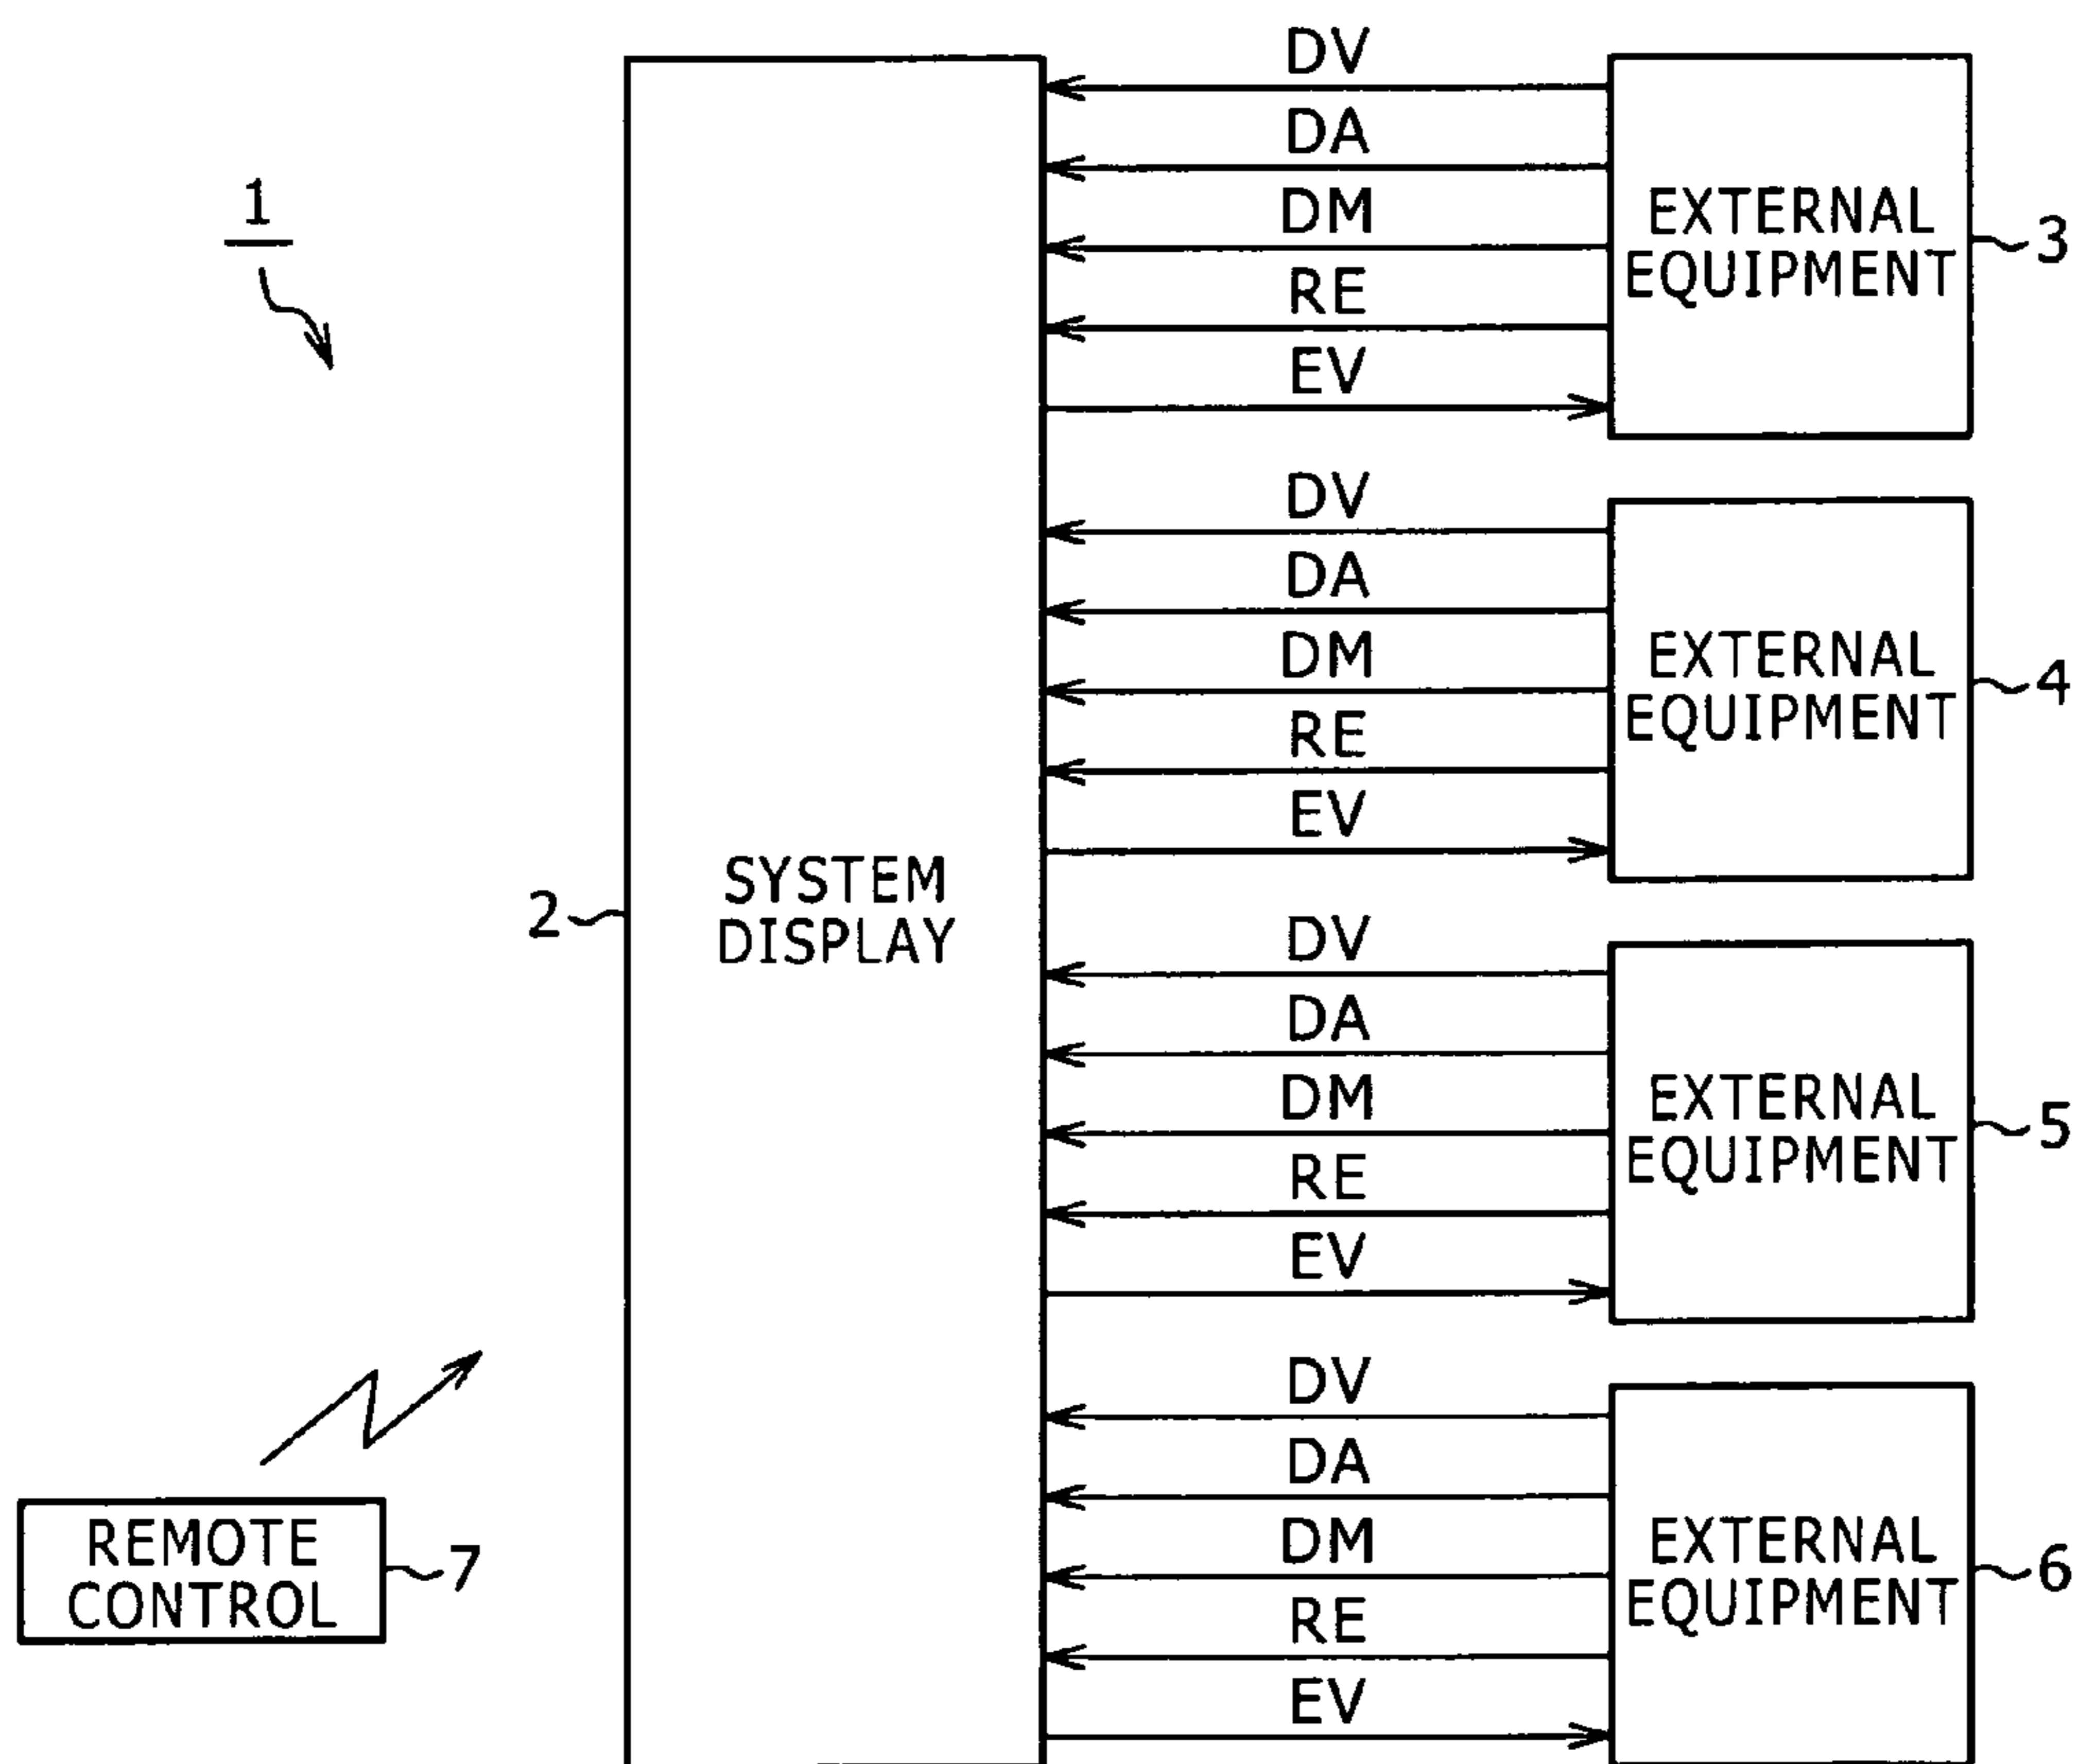 1
2
SYSTEM
DISPLAY
DV
DA
DM
RE
EV
EXTERNAL
EQUIPMENT
3
DV
DA
DM
RE
EV
EXTERNAL
EQUIPMENT
4
DV
DA
DM
RE
EV
EXTERNAL
EQUIPMENT
5
DV
DA
DM
RE
EV
EXTERNAL
EQUIPMENT
6
REMOTE
CONTROL
7